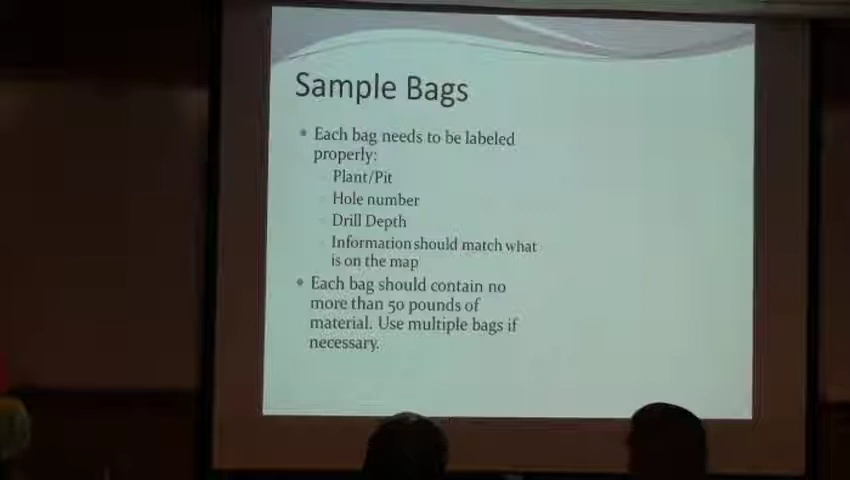 Sample Bags
Each bag needs to be labeled
properly:
Plant/Pit
Hole number
Drill Depth
Information should match what
is on the map
Each bag should contain no
more than 50 pounds of
material. Use multiple bags if
necessary.